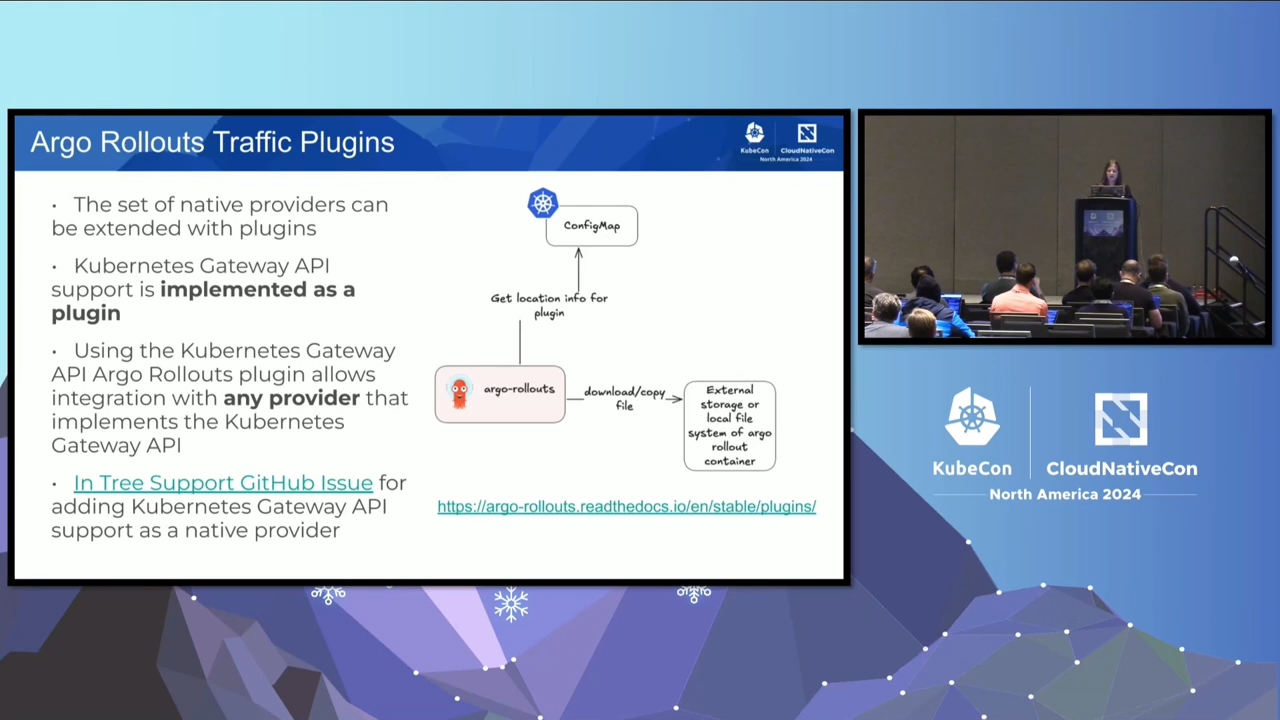 Argo Rollouts Traffic Plugins
KubeCon
CloudNativeCon
North America 2024
· The set of native providers can
be extended with plugins
· Kubernetes Gateway API
support is implemented as a
plugin
· Using the Kubernetes Gateway
API Argo Rollouts plugin allows
integration with any provider that
implements the Kubernetes
Gateway API
· In Tree Support GitHub Issue for
adding Kubernetes Gateway API
support as a native provider
ConfigMap
Get location info for
plugin
argo-rollouts
download/copy
file
External
storage or
local file
system of argo
rollout
container
https://argo-rollouts.readthedocs.io/en/stable/plugins/
KubeCon
CloudNativeCon
North America 2024